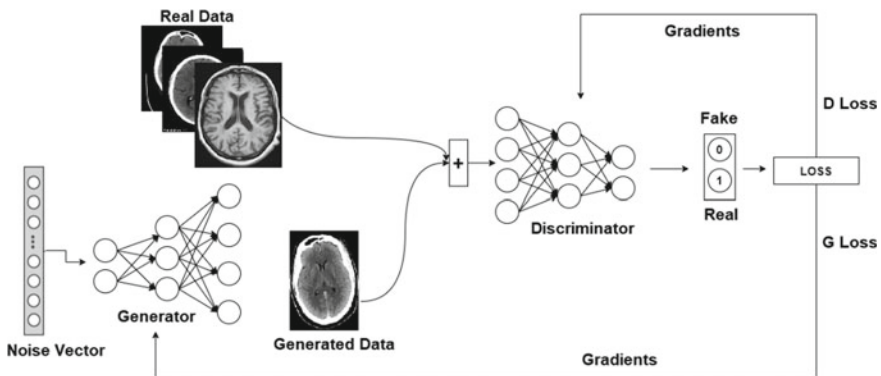 Real Data
Gradients
D Loss
Fake
0
+
LOSS
1
Real
Discriminator
G Loss
Generator
Generated Data
Noise Vector
Gradients